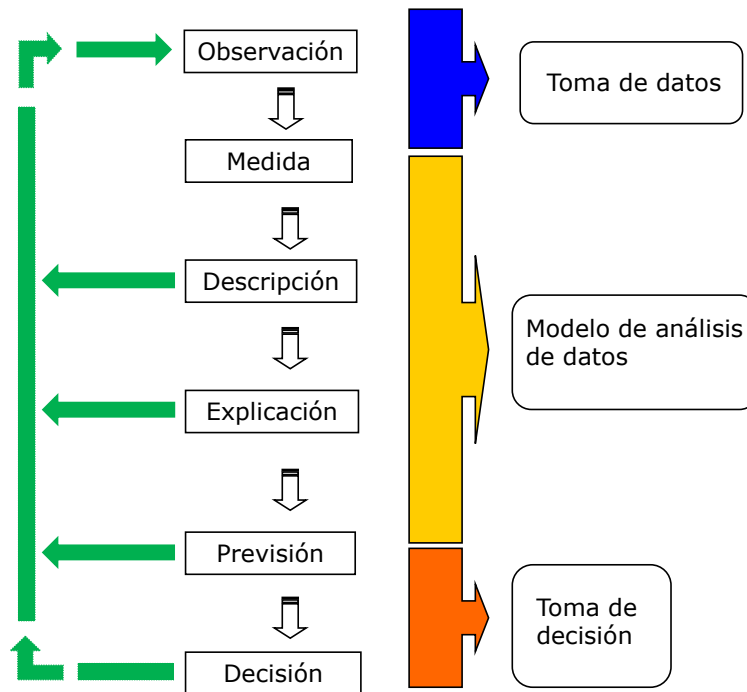 Observación
Medida
Descripción
Explicación
Previsión
Decisión
Toma de datos
Modelo de análisis
de datos
Toma de
decisión